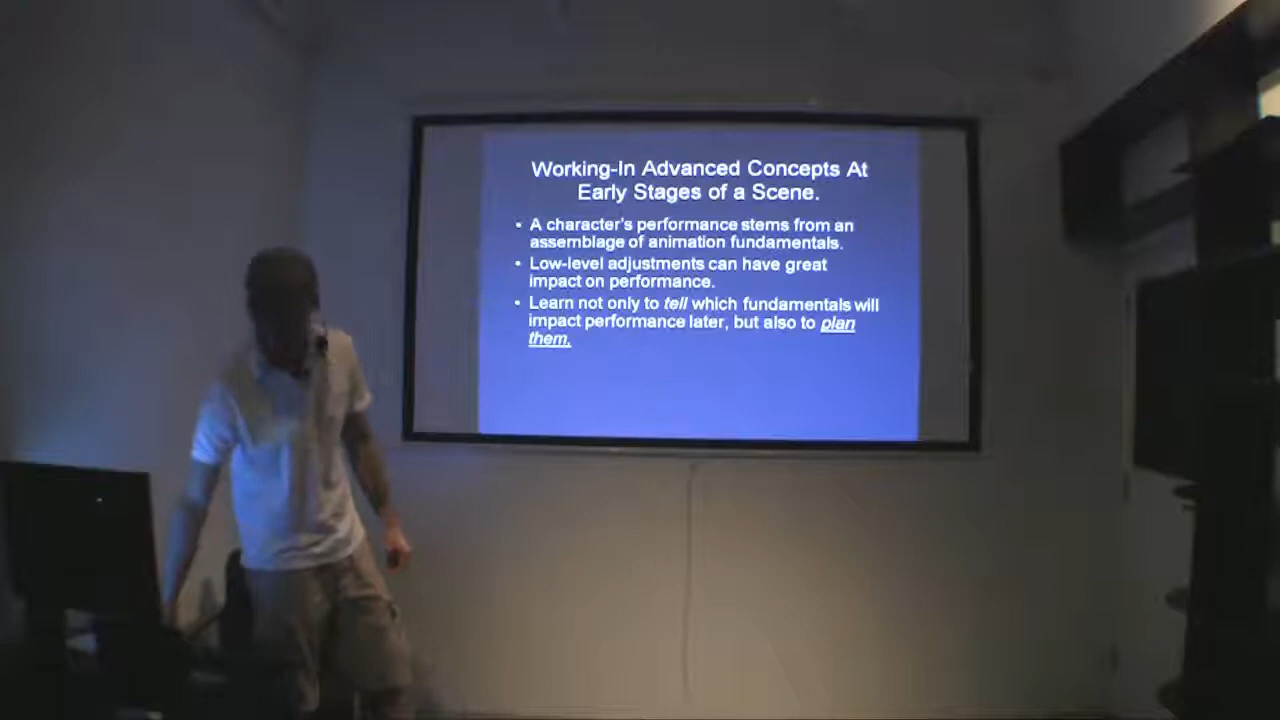 Working-In Advanced Concepts At
Early Stages of a Scene.
• A character's performance stems from an
assemblage of animation fundamentals.
• Low-level adjustments can have great
impact on performance.
• Learn not only to tell which fundamentals will
impact performance later, but also to plan
them.